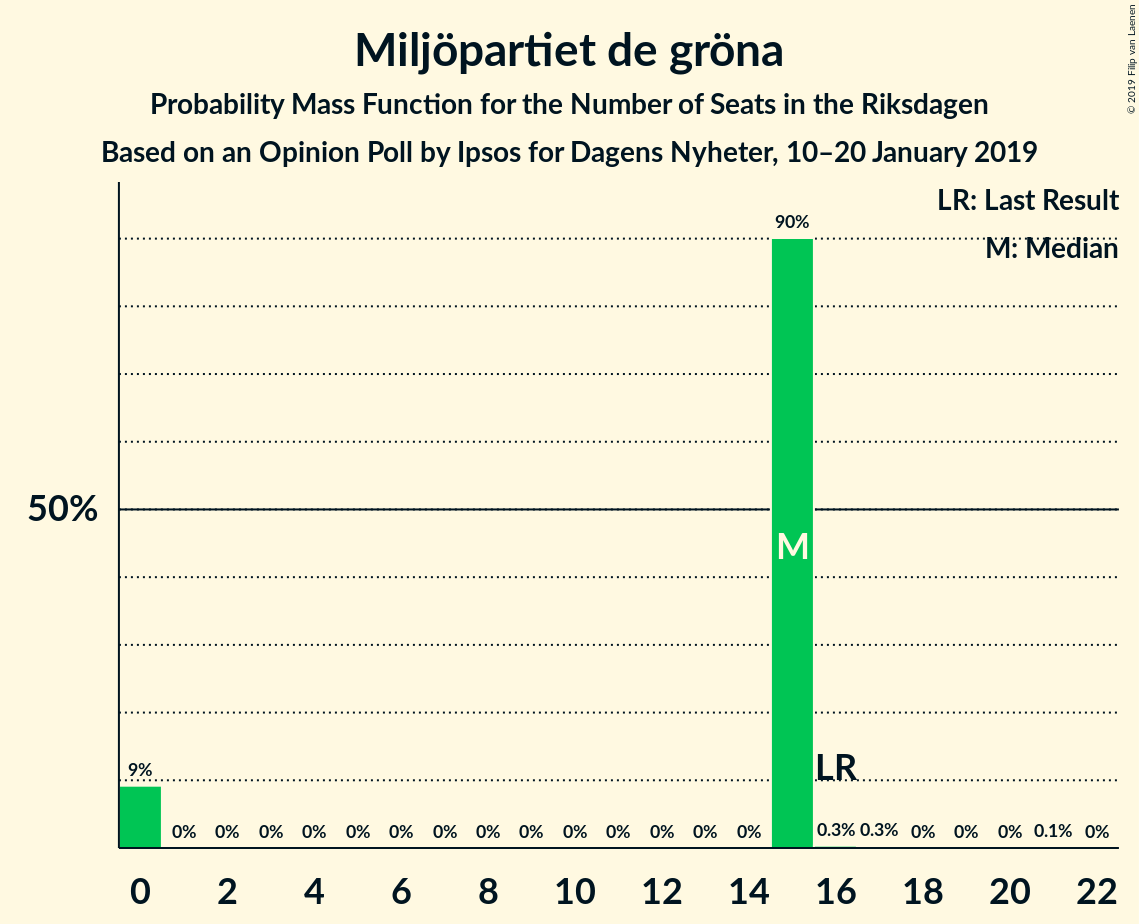 Miljöpartiet de gröna
Probability Mass Function for the Number of Seats in the Riksdagen
Based on an Opinion Poll by Ipsos for Dagens Nyheter, 10–20 January 2019
© 2019 Filip van Laenen
LR: Last Result
M: Median
90%
50%
M
LR
9%
0% 0% 0% 0% 0% 0% 0% 0% 0% 0% 0% 0% 0% 0% 0.3% 0.3% 0% 0% 0% 0.1% 0%
0 2 4 6 8 10 12 14 16 18 20 22